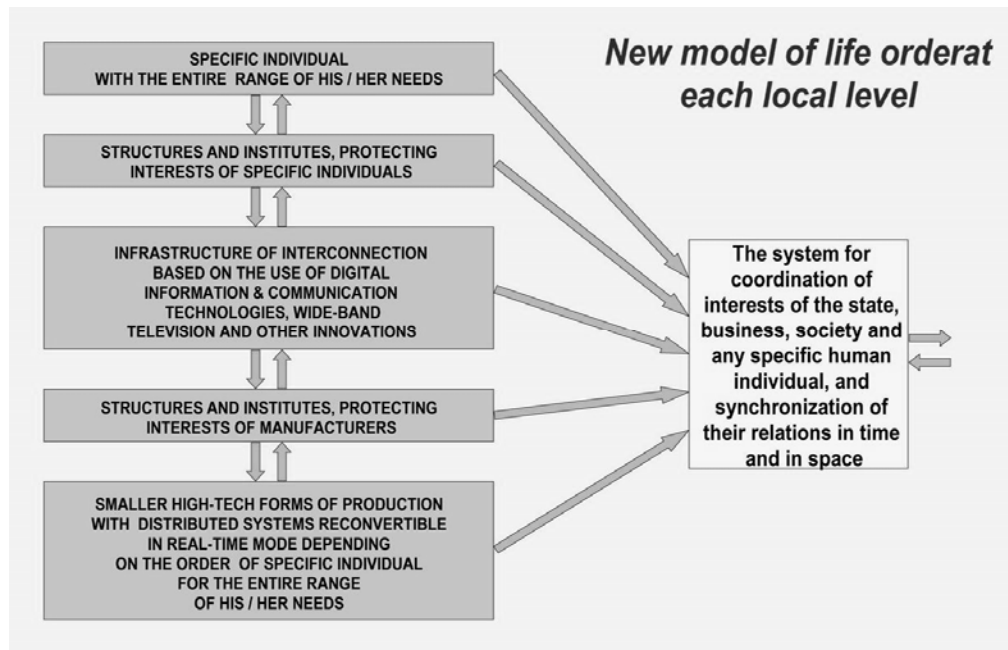 New model of life orderat
each local level
SPECIFIC INDIVIDUAL
WITH THE ENTIRE RANGE OF HIS / HER NEEDS
STRUCTURES AND INSTITUTES, PROTECTING
INTERESTS OF SPECIFIC INDIVIDUALS
INFRASTRUCTURE OF INTERCONNECTION
BASED ON THE USE OF DIGITAL
INFORMATION & COMMUNICATION
TECHNOLOGIES, WIDE-BAND
TELEVISION AND OTHER INNOVATIONS
STRUCTURES AND INSTITUTES, PROTECTING
INTERESTS OF MANUFACTURERS
SMALLER HIGH-TECH FORMS OF PRODUCTION
WITH DISTRIBUTED SYSTEMS RECONVERTIBLE
IN REAL-TIME MODE DEPENDING
ON THE ORDER OF SPECIFIC INDIVIDUAL
FOR THE ENTIRE RANGE
OF HIS / HER NEEDS
The system for
coordination of
interests of the state,
business, society and
any specific human
individual, and
synchronization of
their relations in time
and in space